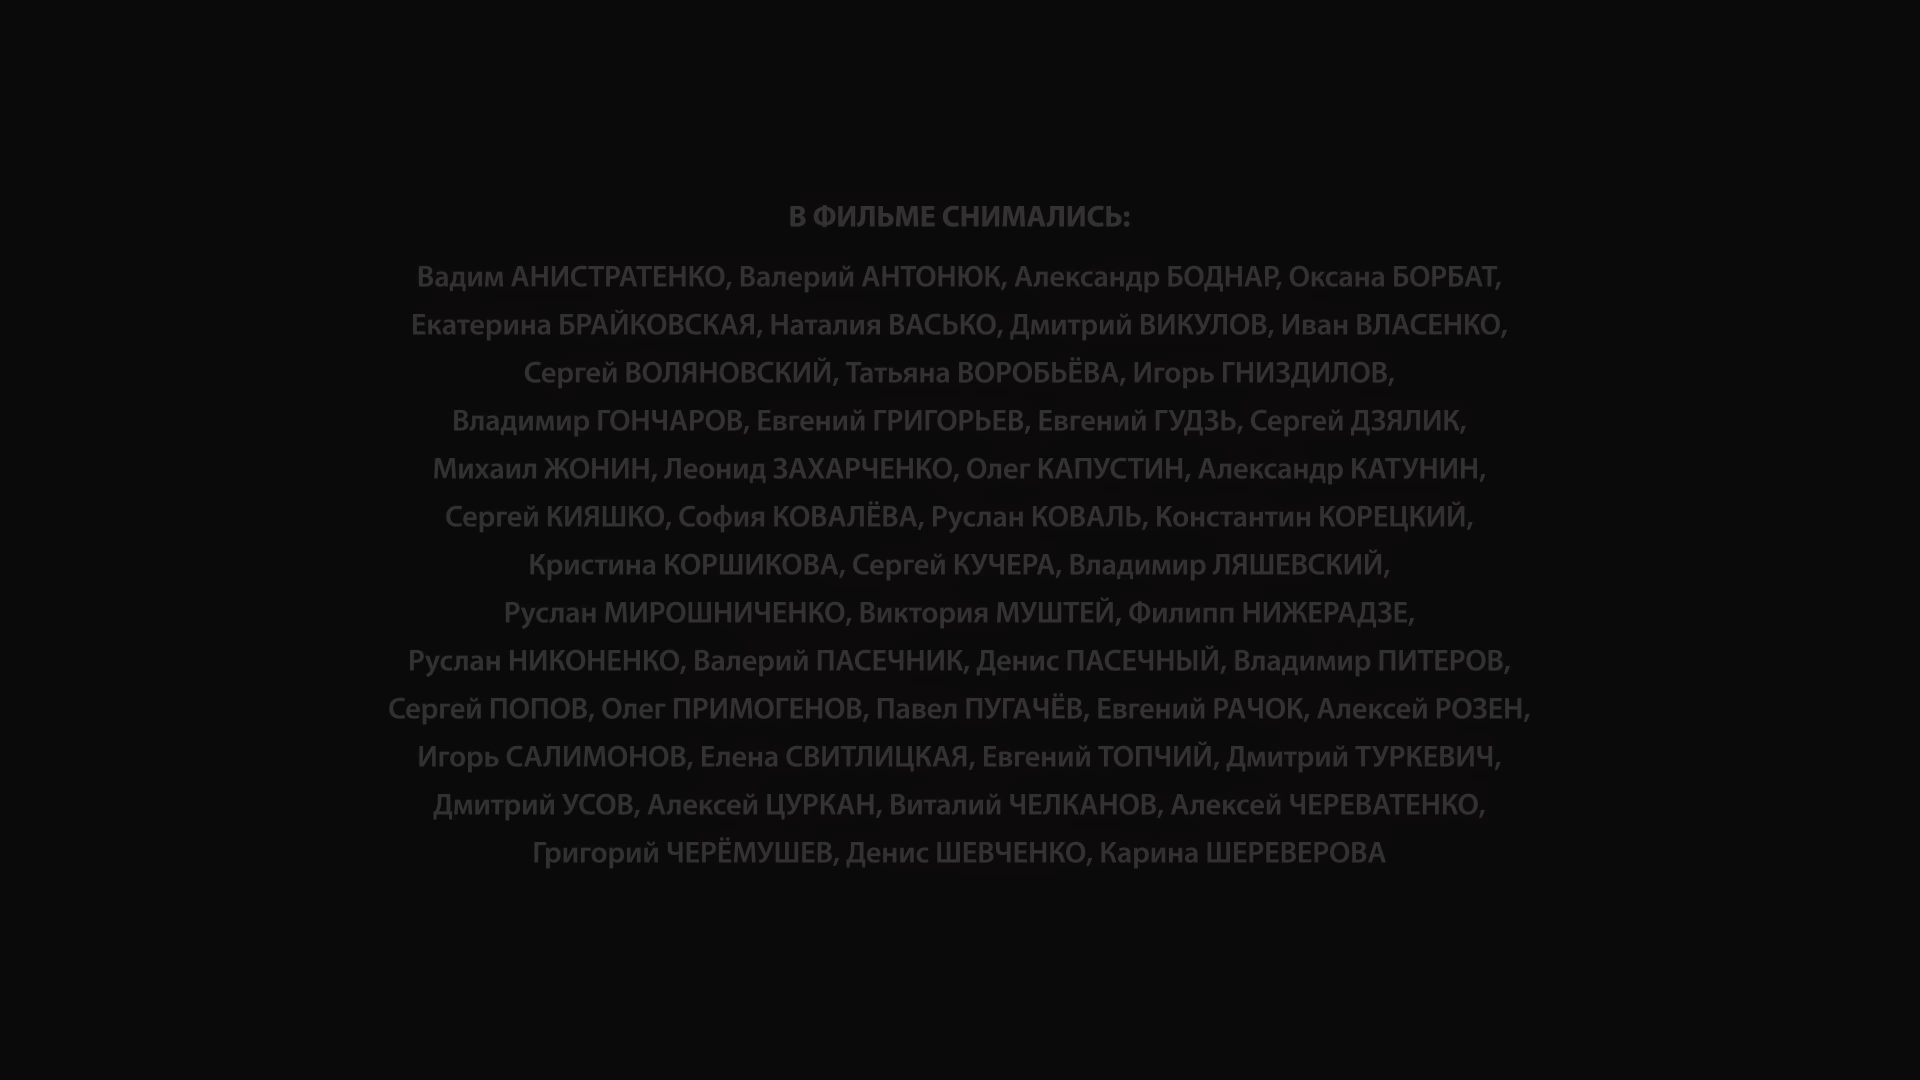 В ФИЛЬМЕ СНИМАЛИСЬ:
Вадим АНИСТРАТЕНКО, Валерий АНТОНЮК, Александр БОДНАР, Оксана БОРБАТ,
Екатерина БРАЙКОВСКАЯ, Наталия ВАСЬКО, Дмитрий ВИКУЛОВ, Иван ВЛАСЕНКО,
Сергей ВОЛЯНОВСКИЙ, Татьяна ВОРОБЬЁВА, Игорь ГНИЗДИЛОВ,
Владимир ГОНЧАРОВ, Евгений ГРИГОРЬЕВ, Евгений ГУДЗЬ, Сергей ДЗЯЛИК,
Михаил ЖОНИН, Леонид ЗАХАРЧЕНКО, Олег КАПУСТИН, Александр КАТУНИН,
Сергей КИЯШКО, София КОВАЛЁВА, Руслан КОВАЛЬ, Константин КОРЕЦКИЙ,
Кристина КОРШИКОВА, Сергей КУЧЕРА, Владимир ЛЯШЕВСКИЙ,
Руслан МИРОШНИЧЕНКО, Виктория МУШТЕЙ, Филипп НИЖЕРАДЗЕ,
Руслан НИКОНЕНКО, Валерий ПАСЕЧНИК, Денис ПАСЕЧНЫЙ, Владимир ПИТЕРОВ,
Сергей ПОПОВ, Олег ПРИМОГЕНОВ, Павел ПУГАЧЁВ, Евгений РАЧОК, Алексей РОЗЕН,
Игорь САЛИМОНОВ, Елена СВИТЛИЦКАЯ, Евгений ТОПЧИЙ, Дмитрий ТУРКЕВИЧ,
Дмитрий УСОВ, Алексей ЦУРКАН, Виталий ЧЕЛКАНОВ, Алексей ЧЕРЕВАТЕНКО,
Григорий ЧЕРЁМУШЕВ, Денис ШЕВЧЕНКО, Карина ШЕРЕВЕРОВА